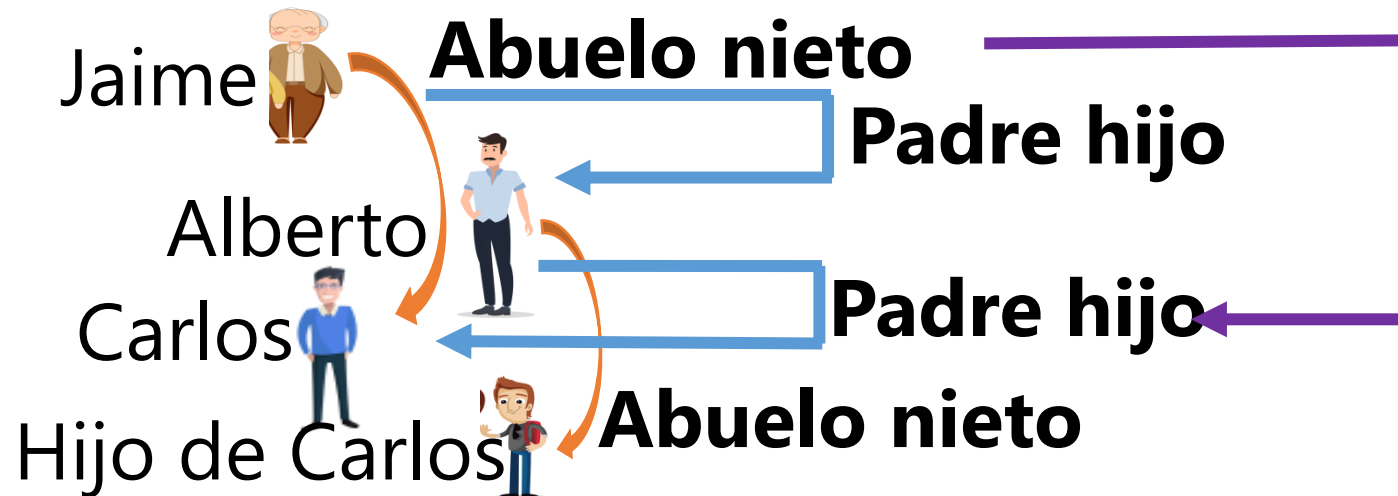 Jaime
Abuelo nieto
Padre hijo
Alberto
Padre hijo
Carlos
Abuelo nieto
Hijo de Carlos